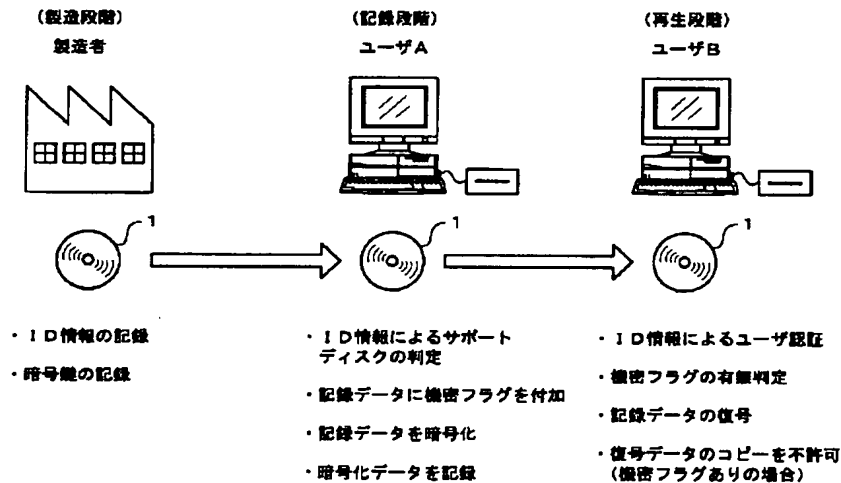 （製造段階）
製造者
（記録段階）
ユーザA
（再生段階）
ユーザB
1
1
1
・ＩＤ情報の記録
・暗号鍵の記録
・ＩＤ情報によるサポート
ディスクの判定
・記録データに機密フラグを付加
・記録データを暗号化
・暗号化データを記録
・ＩＤ情報によるユーザ認証
・機密フラグの有無判定
・記録データの復号
・復号データのコピーを不許可
（機密フラグありの場合）